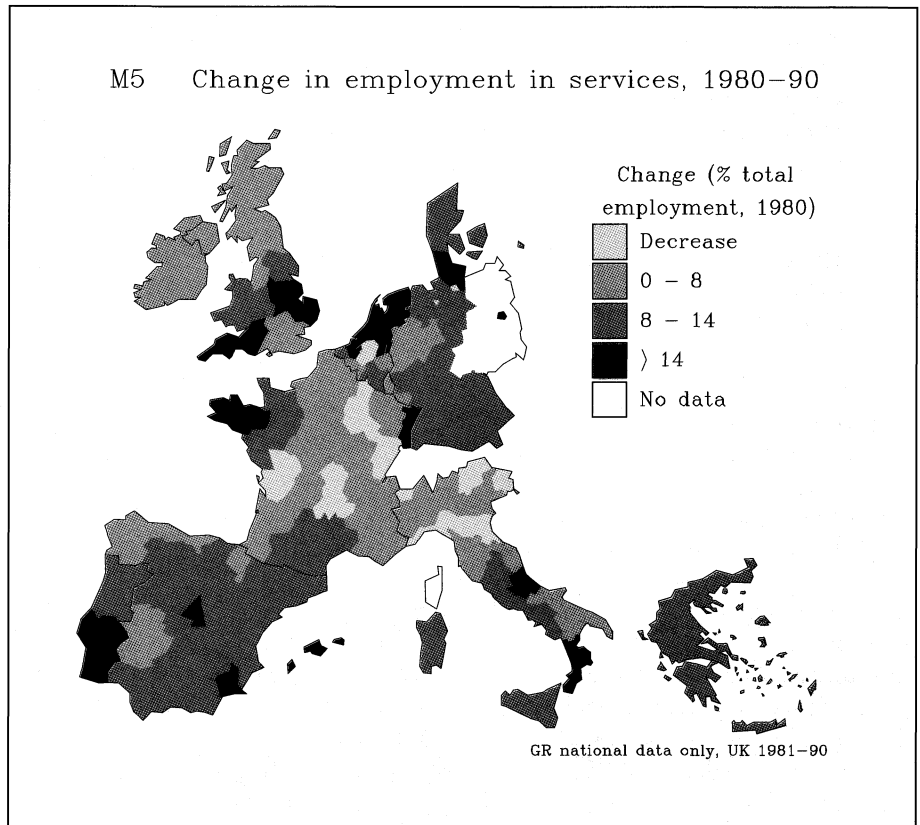 M5 Change in employment in services, 1980-90
Change (% total
employment, 1980)
Decrease
0 - 8
8 - 14
> 14
No data
GR national data only, UK 1981-90